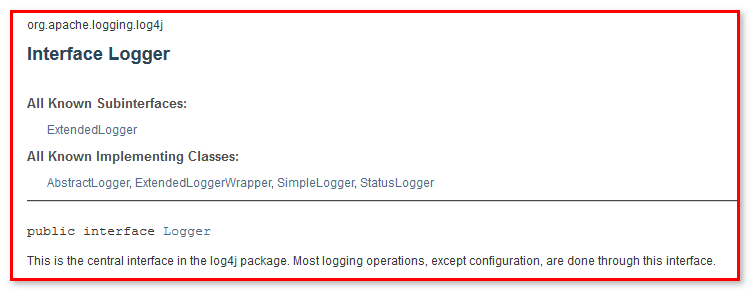 org.apache.logging.log4j
Interface Logger
All Known Subinterfaces:
ExtendedLogger
All Known Implementing Classes:
AbstractLogger, ExtendedLoggerWrapper, SimpleLogger, StatusLogger
public interface Logger
This is the central interface in the log4j package. Most logging operations, except configuration, are done through this interface.